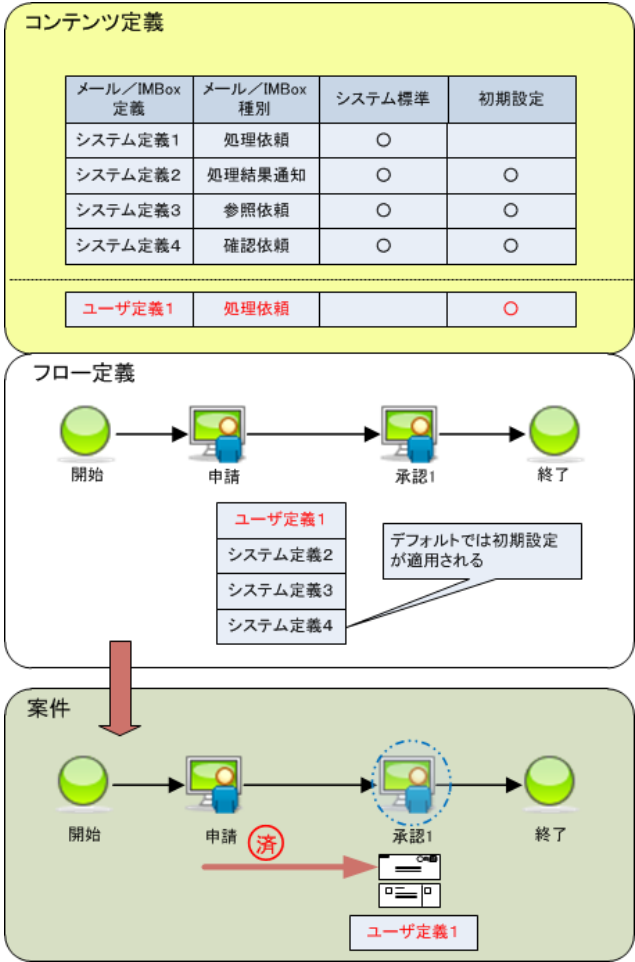 コンテンツ定義
メール／IMBox
定義
メール／IMBox
種別
システム標準
初期設定
システム定義1
処理依頼
○
システム定義2
処理結果通知
○
○
システム定義3
参照依頼
○
○
システム定義4
確認依頼
○
○
ユーザ定義1
処理依頼
○
フロー定義
開始
申請
承認1
終了
ユーザ定義1
システム定義2
システム定義3
システム定義4
デフォルトでは初期設定
が適用される
案件
開始
申請
済
承認1
終了
ユーザ定義1